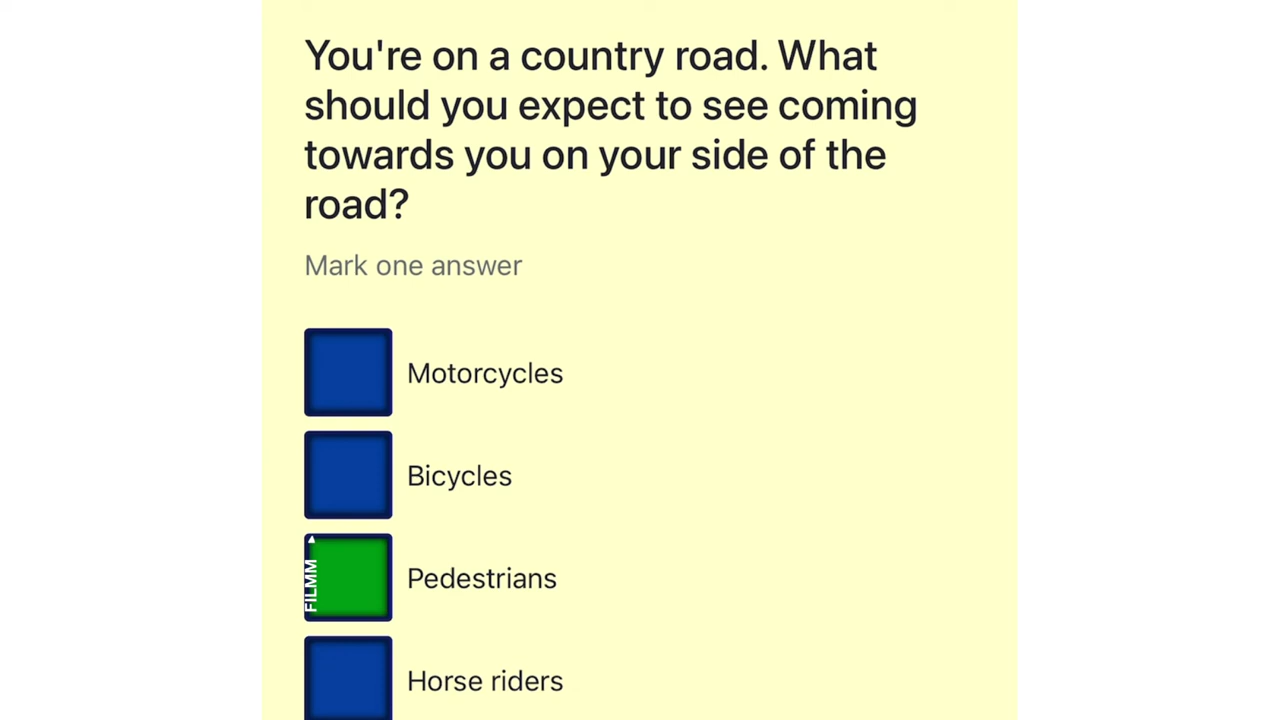 You're on a country road. What
should you expect to see coming
towards you on your side of the
road?
Mark one answer
Motorcycles
Bicycles
FILMM
Pedestrians
Horse riders